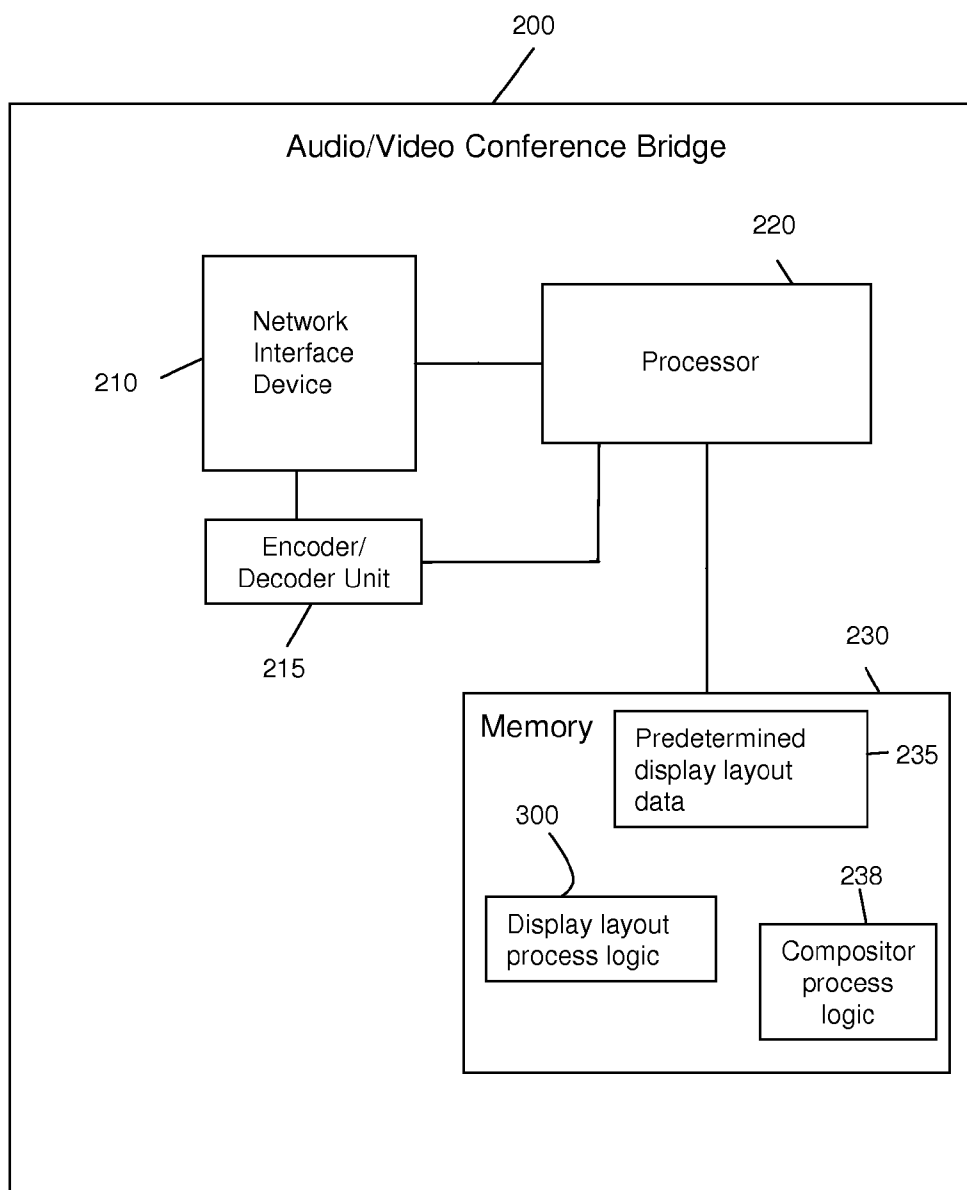 200
Audio/Video Conference Bridge
220
Network
Interface
Device
Processor
210
Encoder/
Decoder Unit
215
230
Memory
Predetermined
display layout
data
235
300
238
Display layout
process logic
Compositor
process
logic